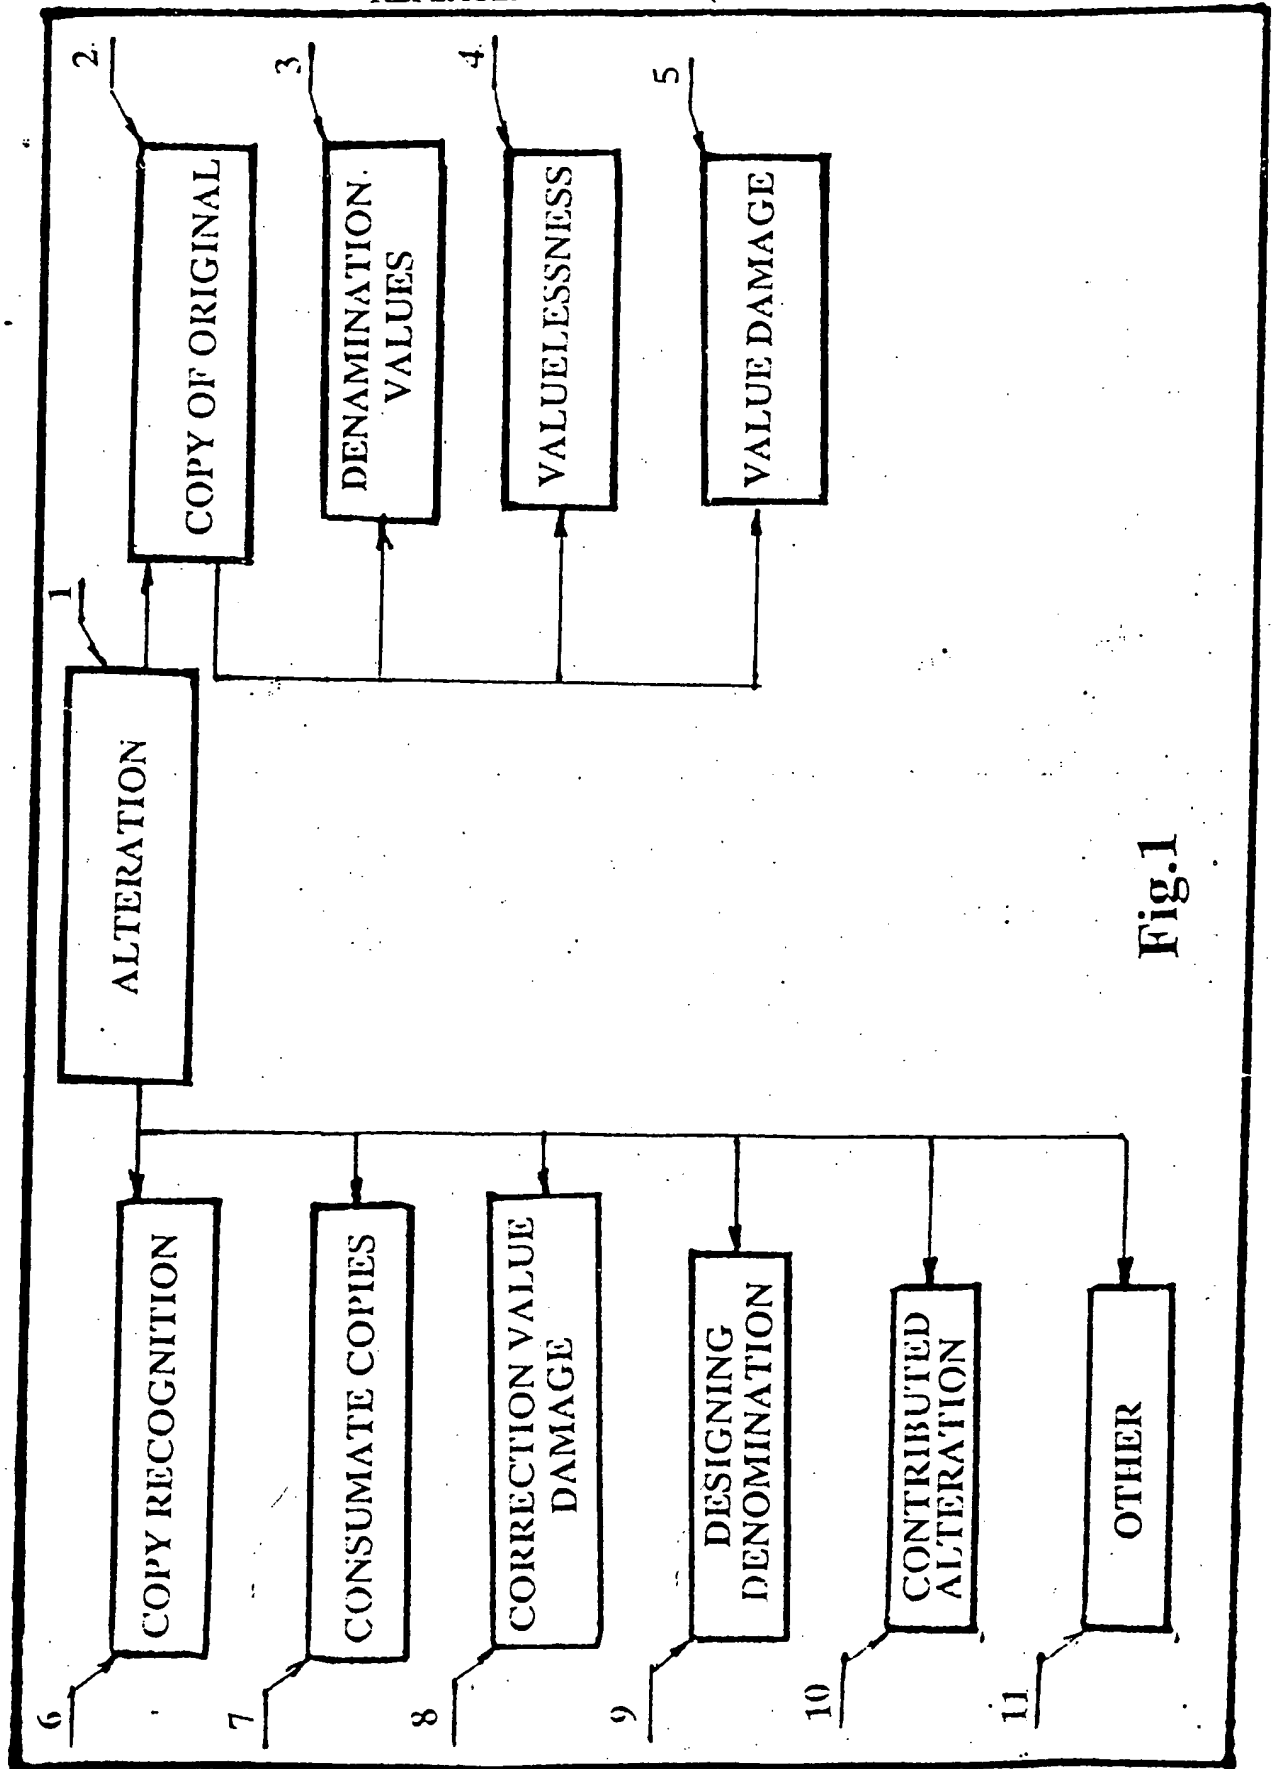 1
ALTERATION
2
COPY OF ORIGINAL
3
DENAMINATION.
VALUES
4
VALUELESSNESS
5
VALUE DAMAGE
6
COPY RECOGNITION
7
CONSUMATE COPIES
8
CORRECTION VALUE
DAMAGE
9
DESIGNING
DENOMINATION
10
CONTRIBUTED
ALTERATION
11
OTHER
Fig.1